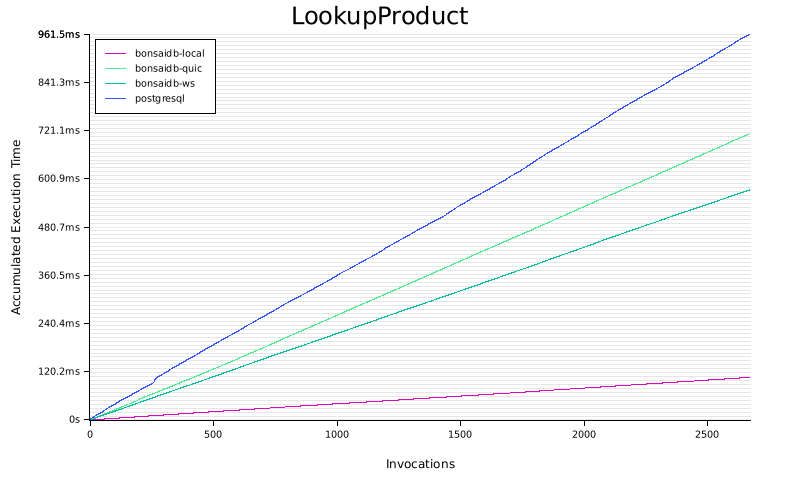 LookupProduct
961.5ms
841.3ms
721.1ms
600.9ms
480.7ms
360.5ms
240.4ms
120.2ms
0s
Accumulated Execution Time
bonsaidb-local
bonsaidb-quic
bonsaidb-ws
postgresql
0 500 1000 1500 2000 2500
Invocations